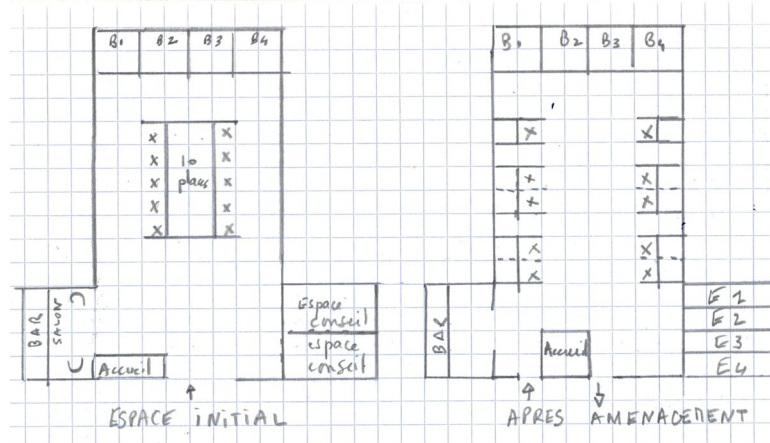 B1 B2 B3 B4
x x
x 10 x
x places x
x x
x x
BAR
SALON
Accueil
Espace
conseil
espace
conseil
ESPACE INITIAL
B1 B2 B3 B4
x x
x x
x x
x x
x x
BAR
Accueil
E1
E2
E3
E4
APRES AMENAGEMENT